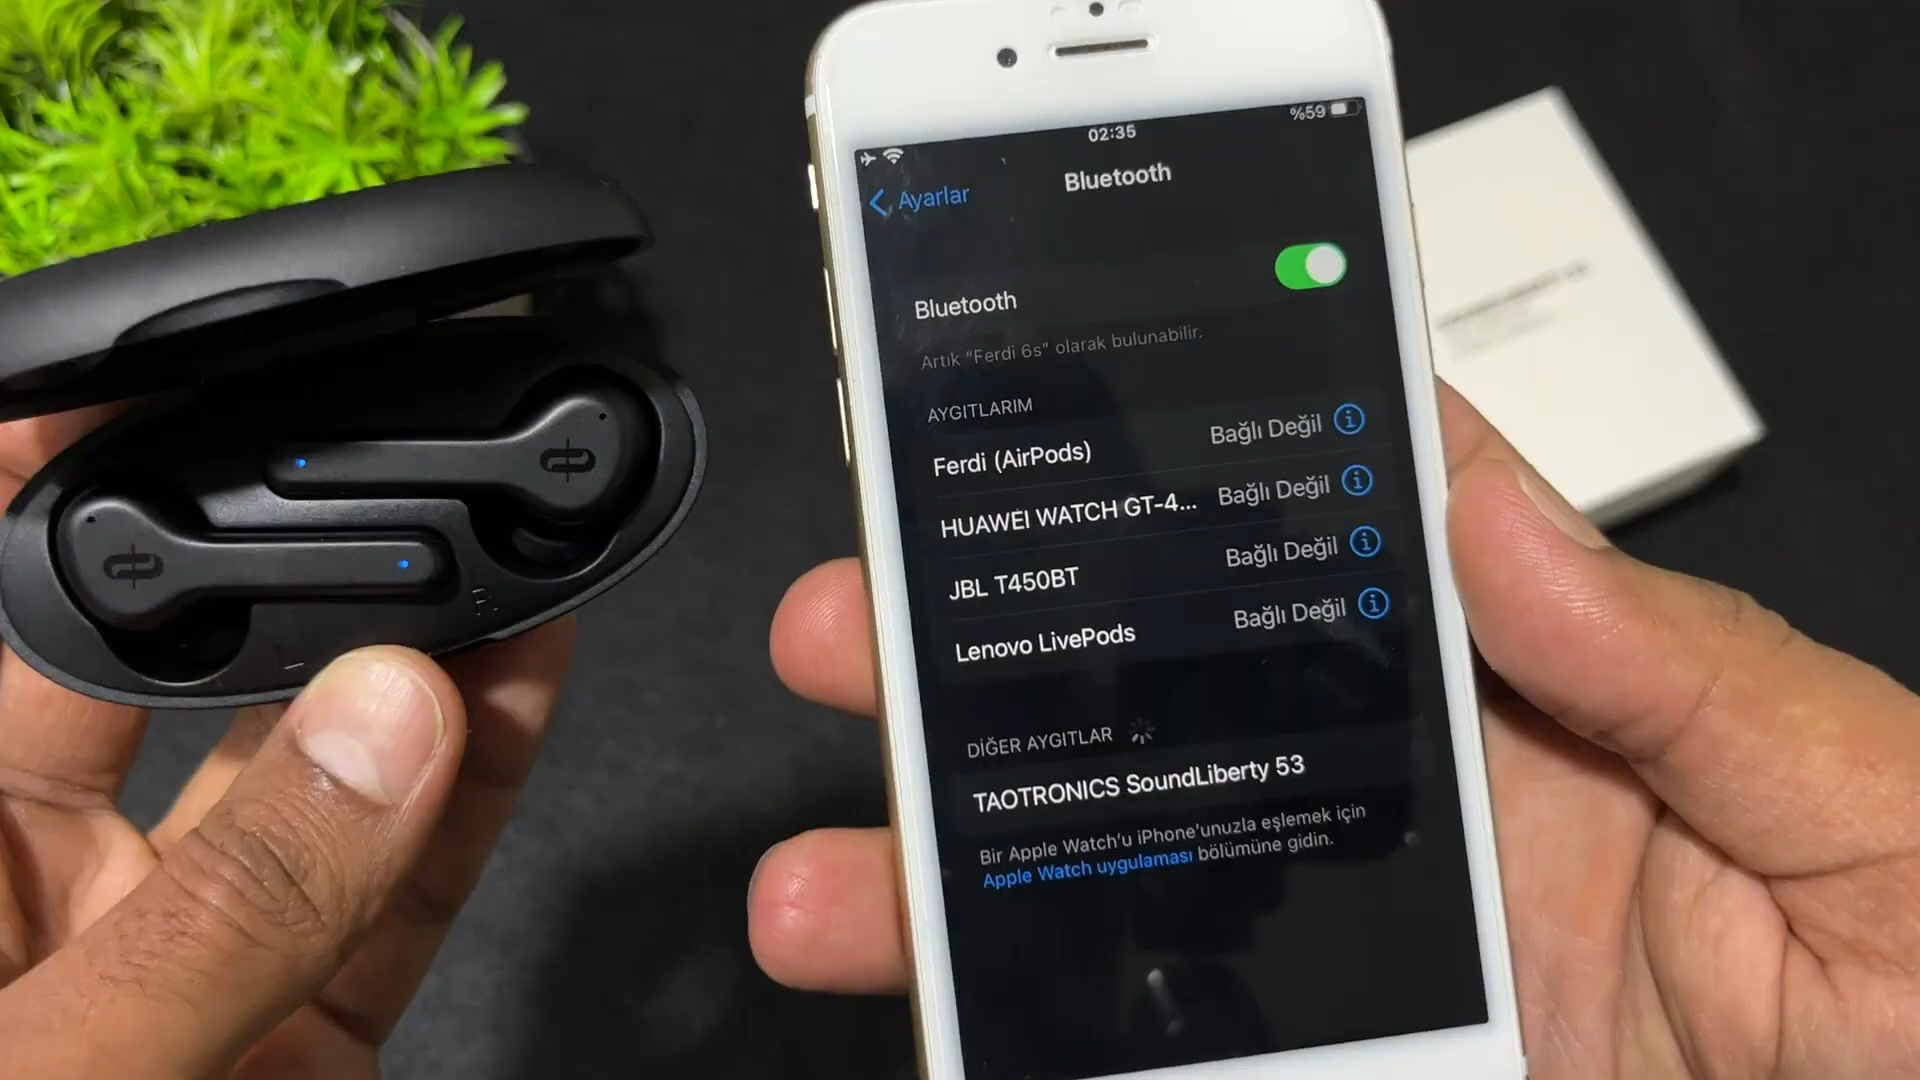 %59
02:35
Ayarlar
Bluetooth
Bluetooth
Artık "Ferdi 6s" olarak bulunabilir.
AYGITLARIM
Ferdi (AirPods) Bağlı Değil
HUAWEI WATCH GT-4... Bağlı Değil
JBL T450BT Bağlı Değil
Lenovo LivePods Bağlı Değil
DİĞER AYGITLAR
TAOTRONICS SoundLiberty 53
Bir Apple Watch'u iPhone'unuzla eşlemek için
Apple Watch uygulaması bölümüne gidin.
R
L